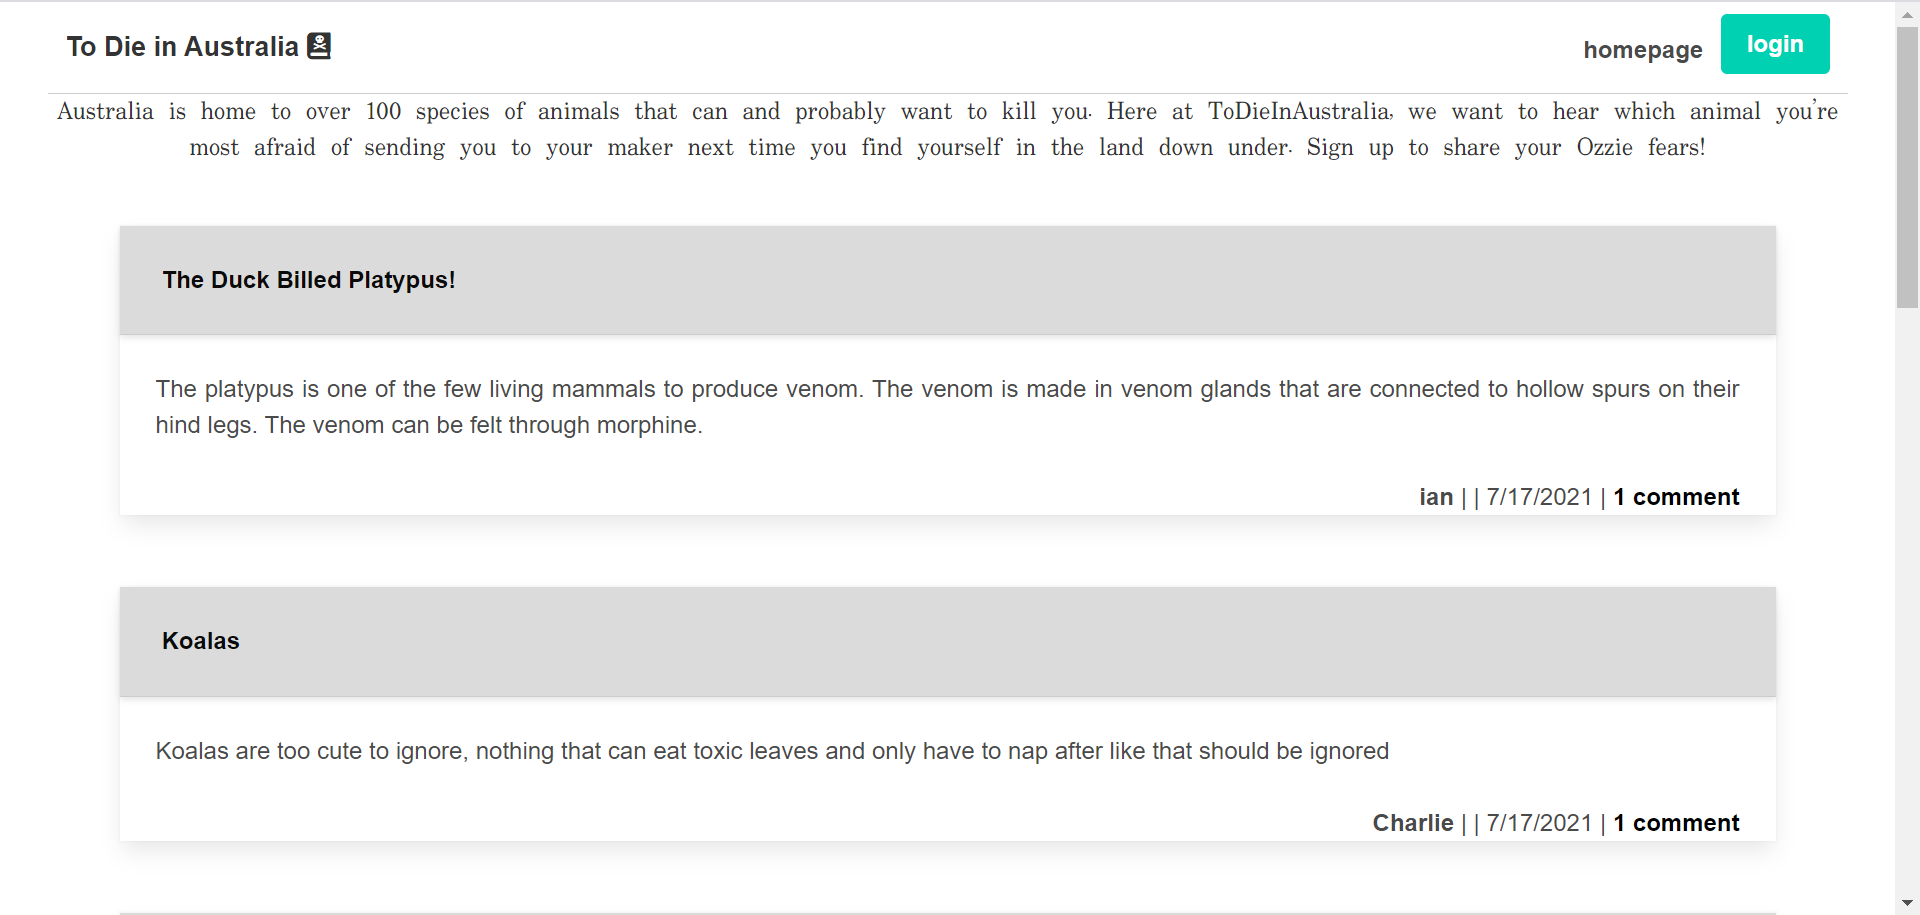 To Die in Australia
homepage
login
Australia is home to over 100 species of animals that can and probably want to kill you. Here at ToDieInAustralia, we want to hear which animal you're
most afraid of sending you to your maker next time you find yourself in the land down under. Sign up to share your Ozzie fears!
The Duck Billed Platypus!
The platypus is one of the few living mammals to produce venom. The venom is made in venom glands that are connected to hollow spurs on their
hind legs. The venom can be felt through morphine.
ian | | 7/17/2021 | 1 comment
Koalas
Koalas are too cute to ignore, nothing that can eat toxic leaves and only have to nap after like that should be ignored
Charlie | | 7/17/2021 | 1 comment